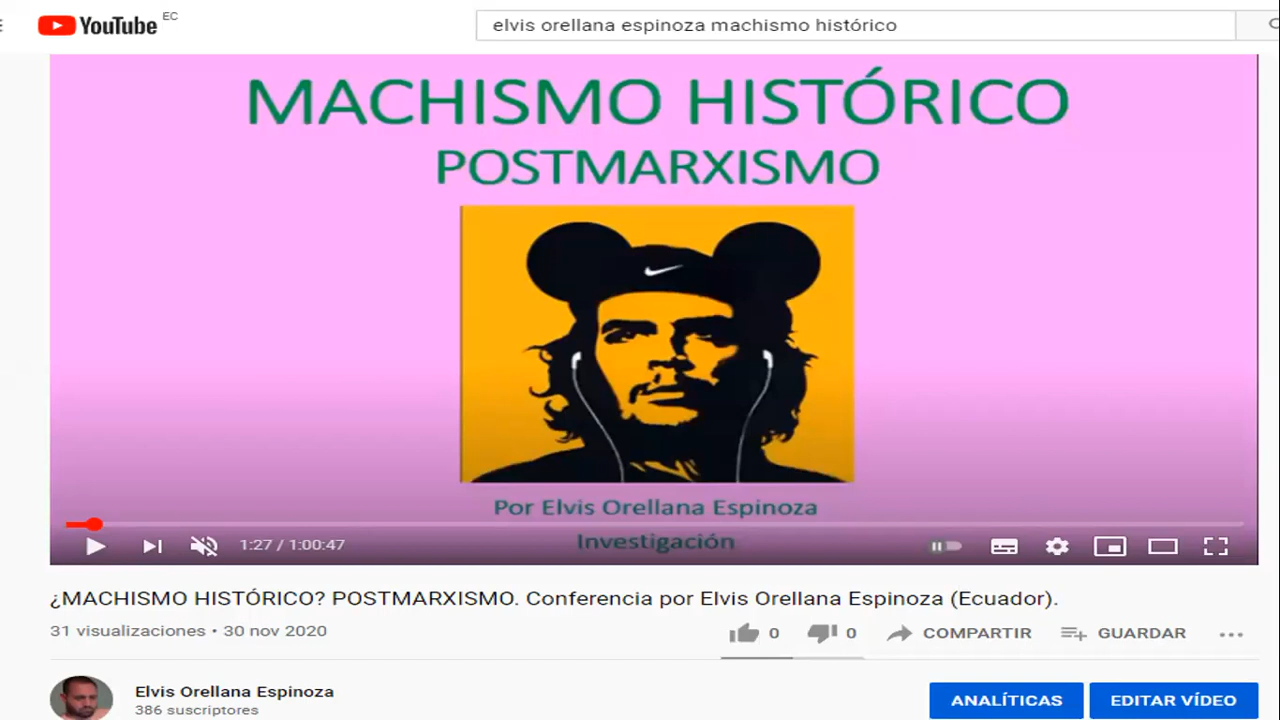 YouTube EC
elvis orellana espinoza machismo histórico
MACHISMO HISTÓRICO
POSTMARXISMO
Por Elvis Orellana Espinoza
Investigación
1:27 / 1:00:47
¿MACHISMO HISTÓRICO? POSTMARXISMO. Conferencia por Elvis Orellana Espinoza (Ecuador).
31 visualizaciones • 30 nov 2020
0 0 COMPARTIR GUARDAR
Elvis Orellana Espinoza
386 suscriptores
ANALÍTICAS EDITAR VÍDEO